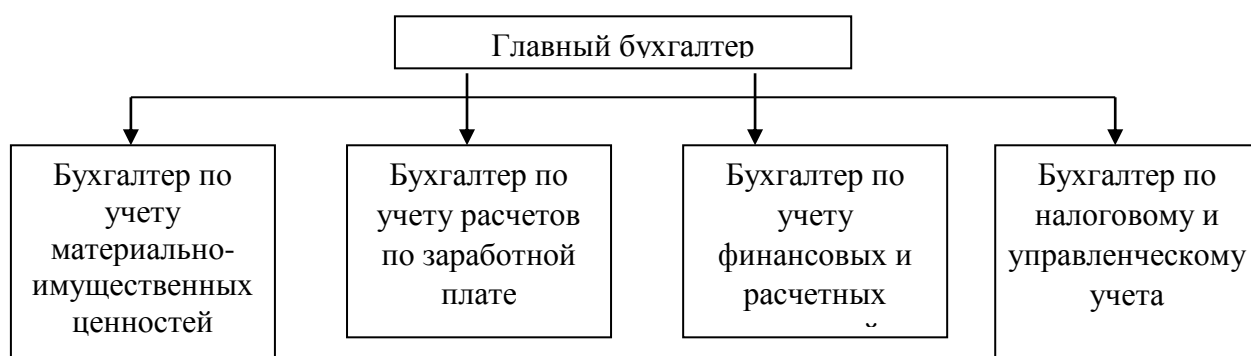 Главный бухгалтер
Бухгалтер по
учету
материально-
имущественных
ценностей
Бухгалтер по
учету расчетов
по заработной
плате
Бухгалтер по
учету
финансовых и
расчетных
Бухгалтер по
налоговому и
управленческому
учета